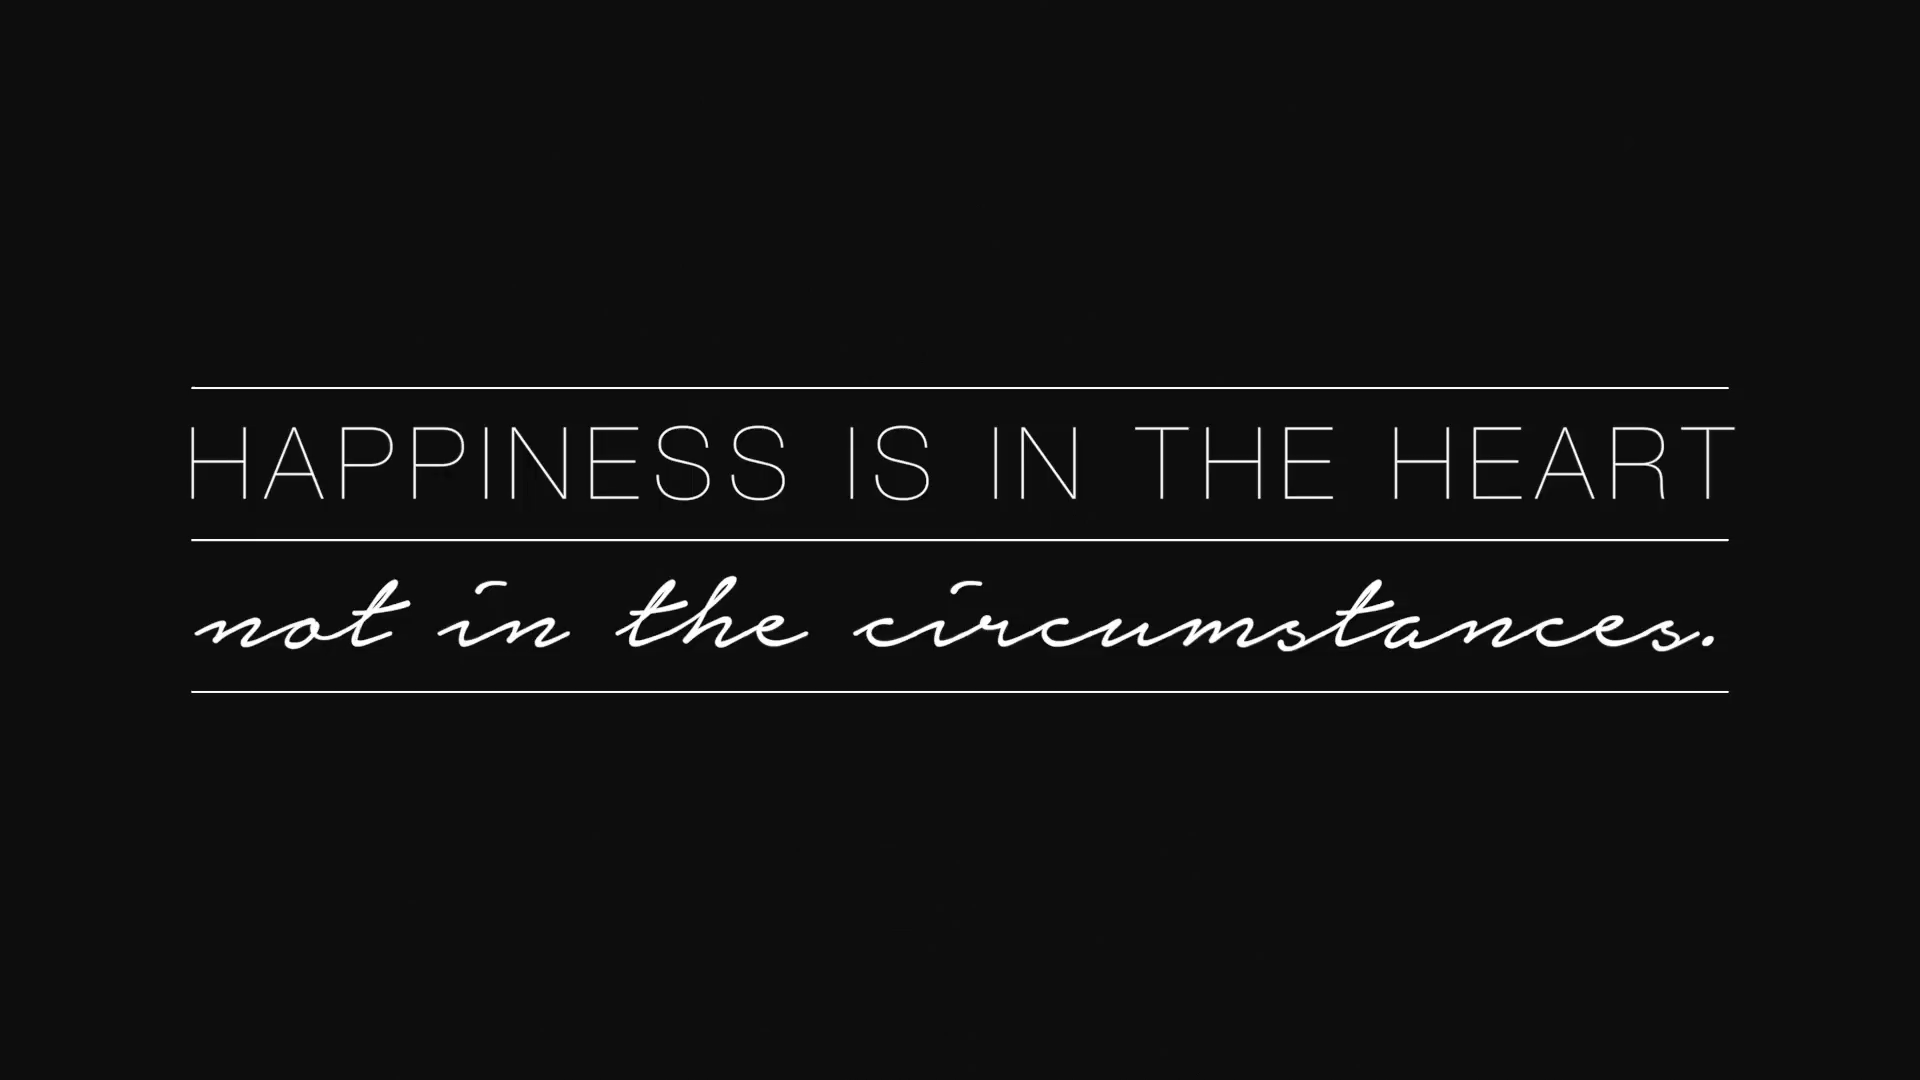 HAPPINESS IS IN THE HEART
not in the circumstances.